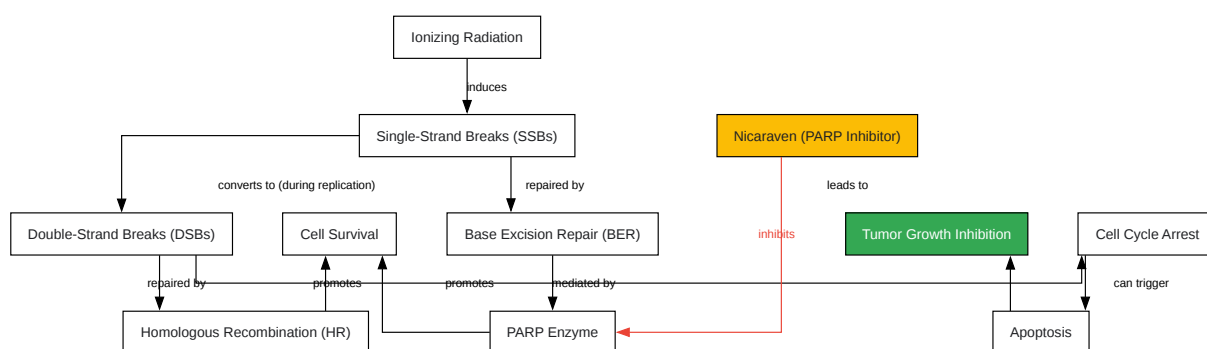 Ionizing Radiation
induces
Single-Strand Breaks (SSBs)
Nicaraven (PARP Inhibitor)
converts to (during replication)
repaired by
leads to
Double-Strand Breaks (DSBs)
Cell Survival
Base Excision Repair (BER)
inhibits
Tumor Growth Inhibition
Cell Cycle Arrest
repaired by
promotes
promotes
mediated by
can trigger
Homologous Recombination (HR)
PARP Enzyme
Apoptosis